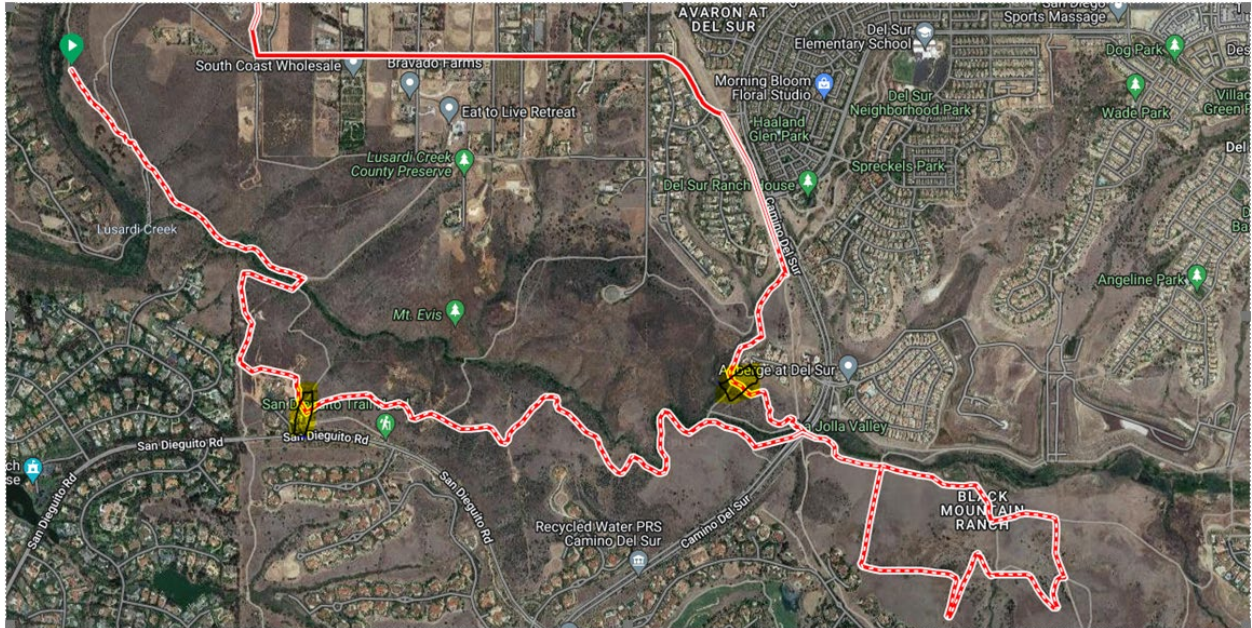 AVARON AT
DEL SUR
San Diego
Sports Massage
Del Sur
Elementary School
Dog Park
South Coast Wholesale
Bravado Farms
Morning Bloom
Floral Studio
Wade Park
Eat to Live Retreat
Del Sur
Neighborhood Park
Haaland
Glen Park
Lusardi Creek
County Preserve
Spreckels Park
Del Sur Ranch House
Camino Del Sur
Lusardi Creek
Angeline Park
Mt. Evis
Auberge at Del Sur
San Dieguito Trail
San Dieguito Rd
San Dieguito Rd
Jolla Valley
San Dieguito Rd
San Dieguito Rd
BLACK
MOUNTAIN
RANCH
Recycled Water PRS
Camino Del Sur
Camino Del Sur